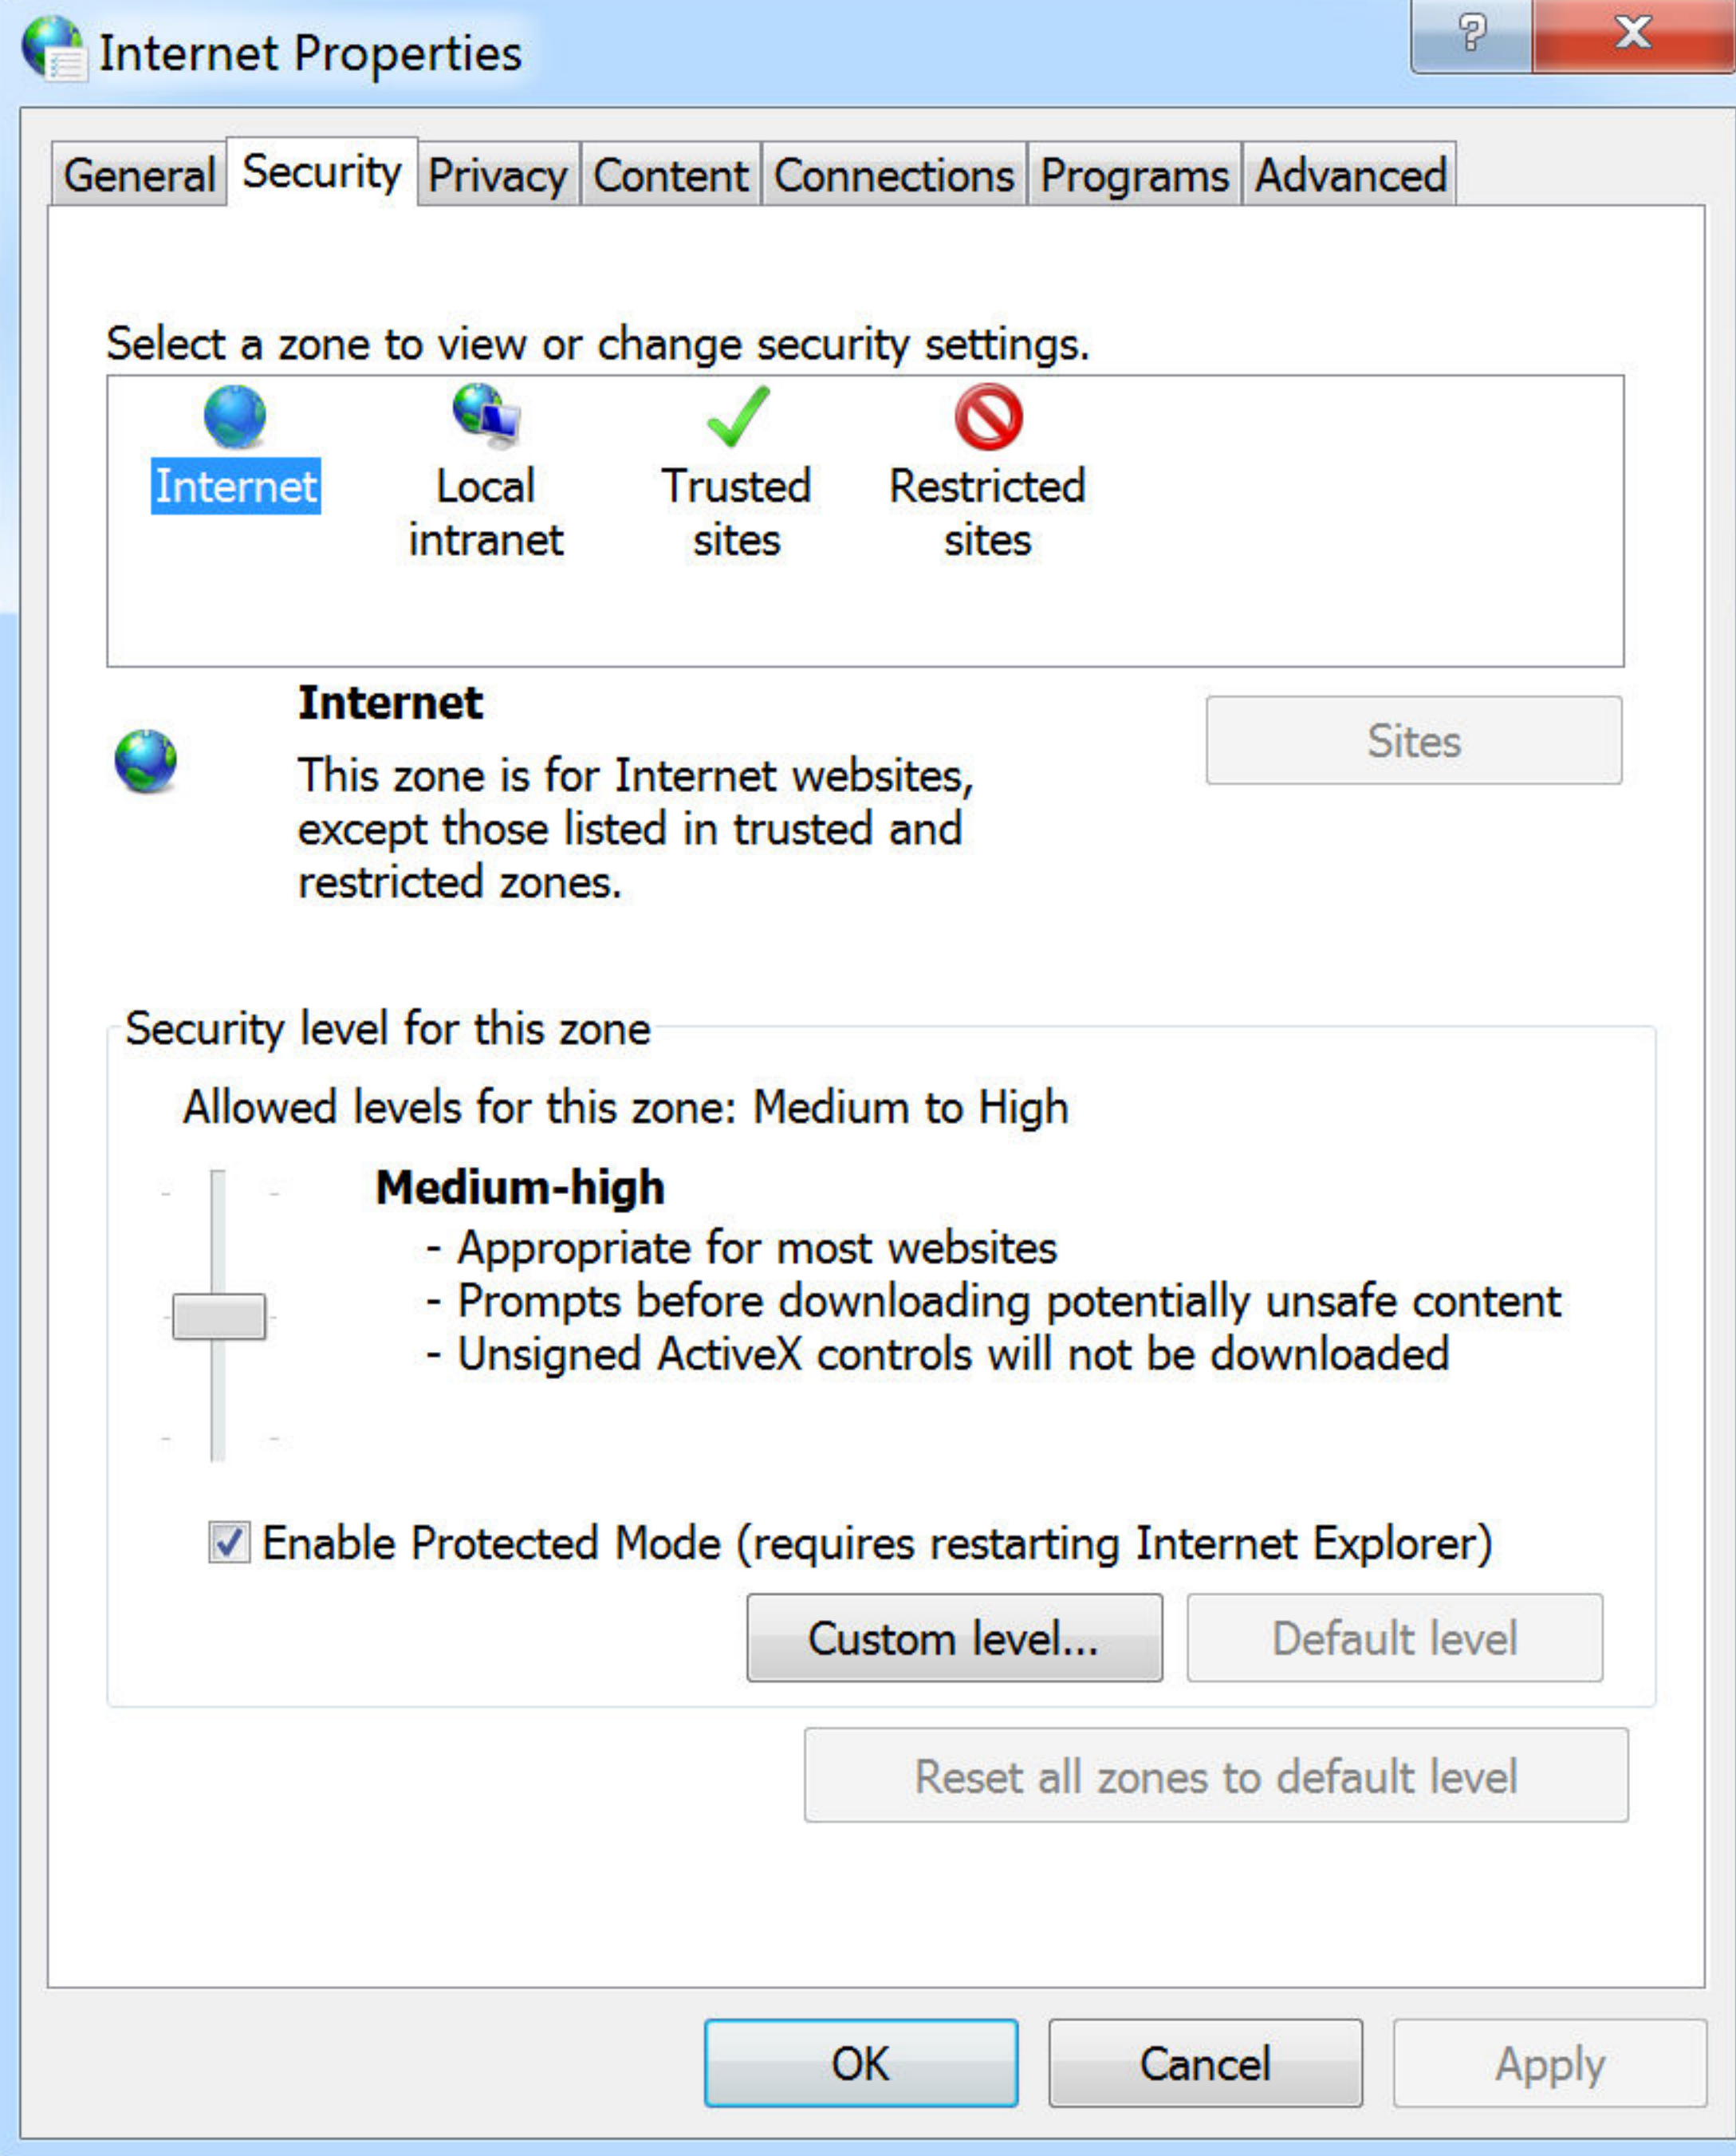 Internet Properties
General Security Privacy Content Connections Programs Advanced
Select a zone to view or change security settings.
Internet
Local
intranet
Trusted
sites
Restricted
sites
Internet
Sites
This zone is for Internet websites,
except those listed in trusted and
restricted zones.
Security level for this zone
Allowed levels for this zone: Medium to High
Medium-high
- Appropriate for most websites
- Prompts before downloading potentially unsafe content
- Unsigned ActiveX controls will not be downloaded
Enable Protected Mode (requires restarting Internet Explorer)
Custom level... Default level
Reset all zones to default level
OK Cancel Apply